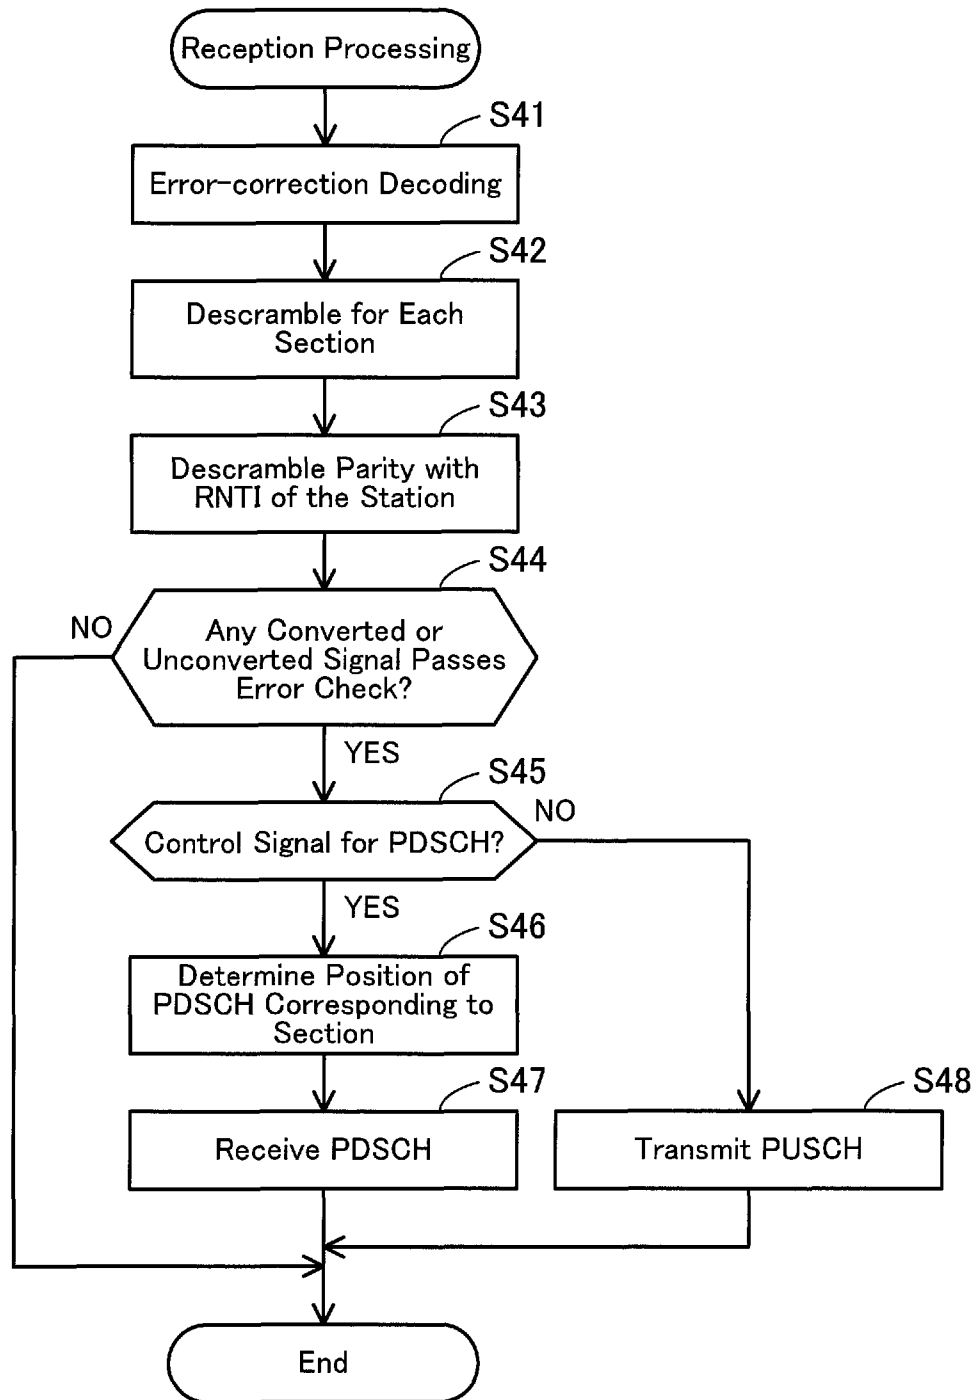 Reception Processing
S41
Error-correction Decoding
S42
Descramble for Each
Section
S43
Descramble Parity with
RNTI of the Station
S44
NO
Any Converted or
Unconverted Signal Passes
Error Check?
YES
S45
NO
Control Signal for PDSCH?
YES
S46
Determine Position of
PDSCH Corresponding to
Section
S47
S48
Receive PDSCH
Transmit PUSCH
End